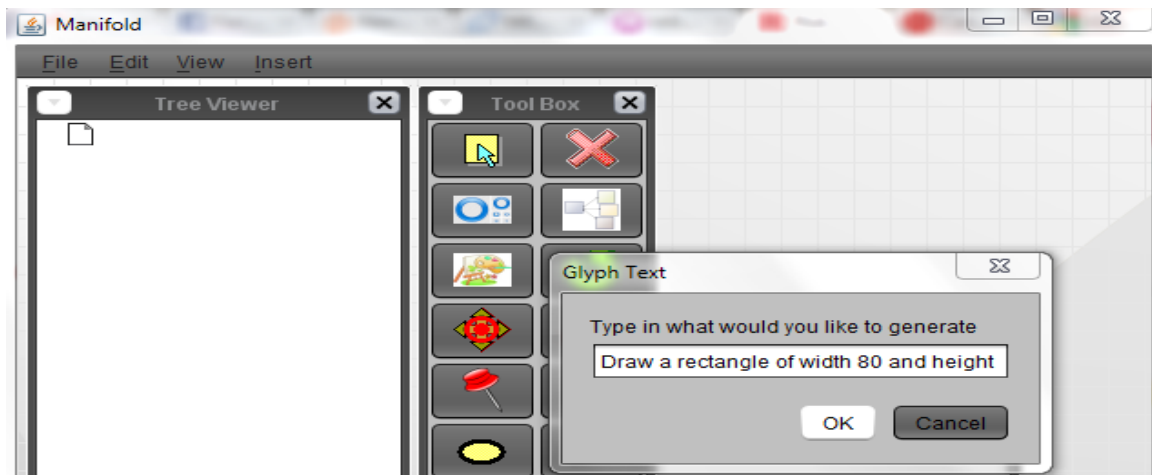 Manifold
File Edit View Insert
Tree Viewer
Tool Box
Glyph Text
Type in what would you like to generate
Draw a rectangle of width 80 and height
OK Cancel